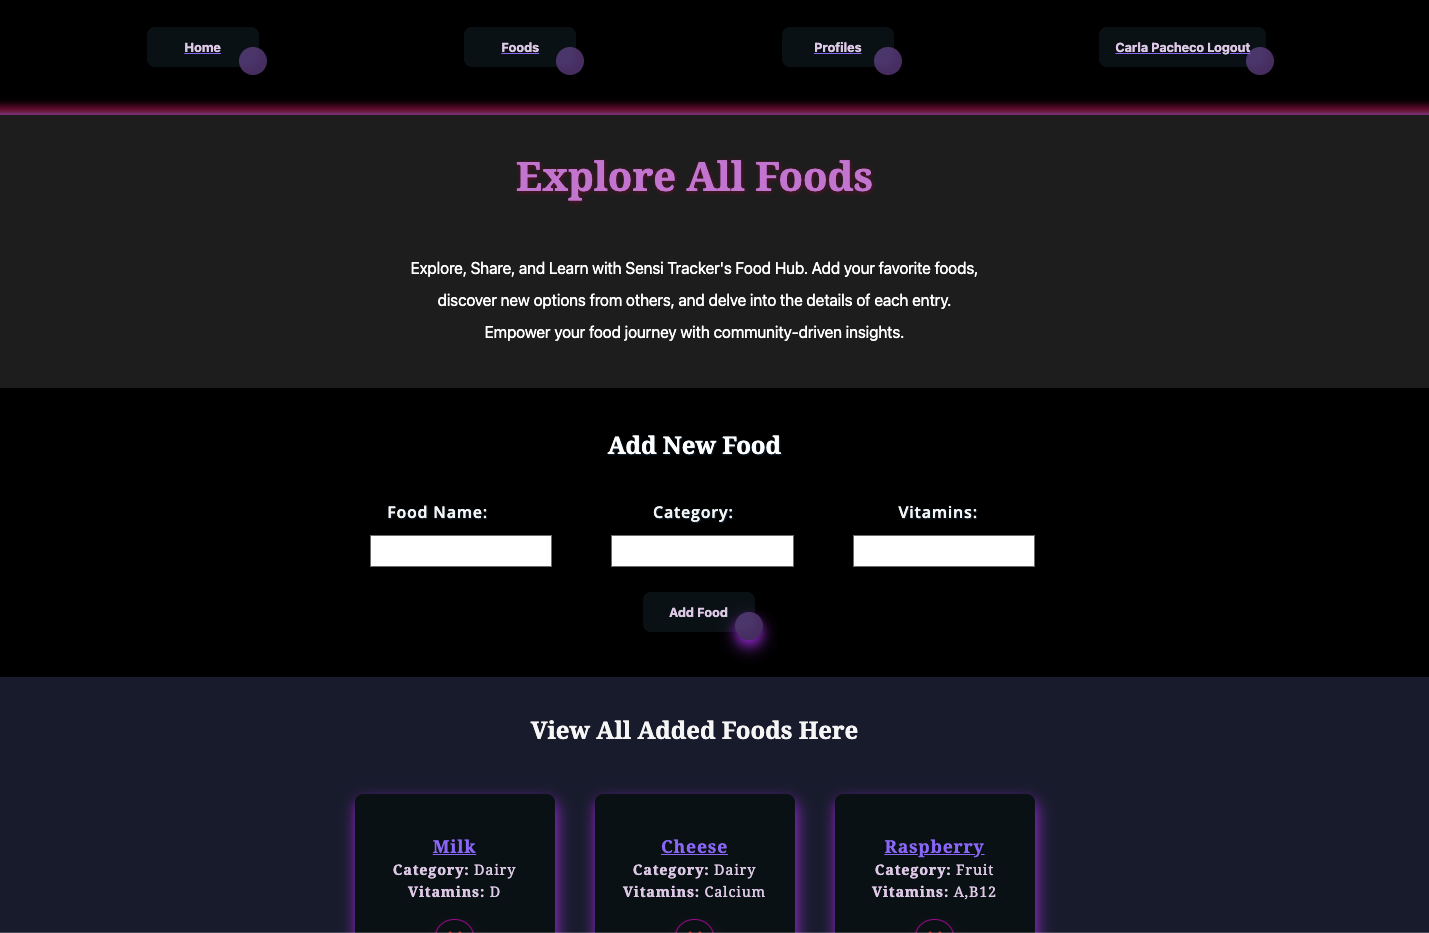 Home
Foods
Profiles
Carla Pacheco Logout
Explore All Foods
Explore, Share, and Learn with Sensi Tracker's Food Hub. Add your favorite foods,
discover new options from others, and delve into the details of each entry.
Empower your food journey with community-driven insights.
Add New Food
Food Name:
Category:
Vitamins:
Add Food
View All Added Foods Here
Milk
Category: Dairy
Vitamins: D
Cheese
Category: Dairy
Vitamins: Calcium
Raspberry
Category: Fruit
Vitamins: A,B12